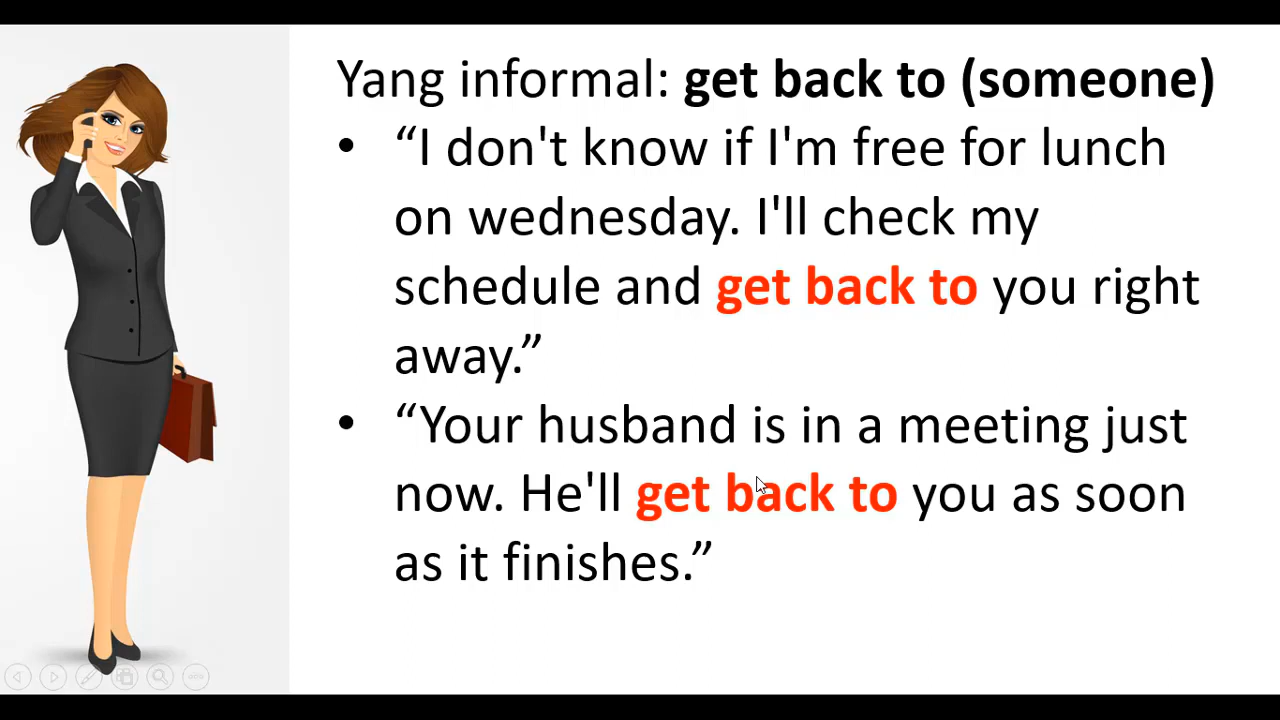 Yang informal: get back to (someone)
• “I don't know if I'm free for lunch
on wednesday. I'll check my
schedule and get back to you right
away.”
• “Your husband is in a meeting just
now. He'll get back to you as soon
as it finishes.”